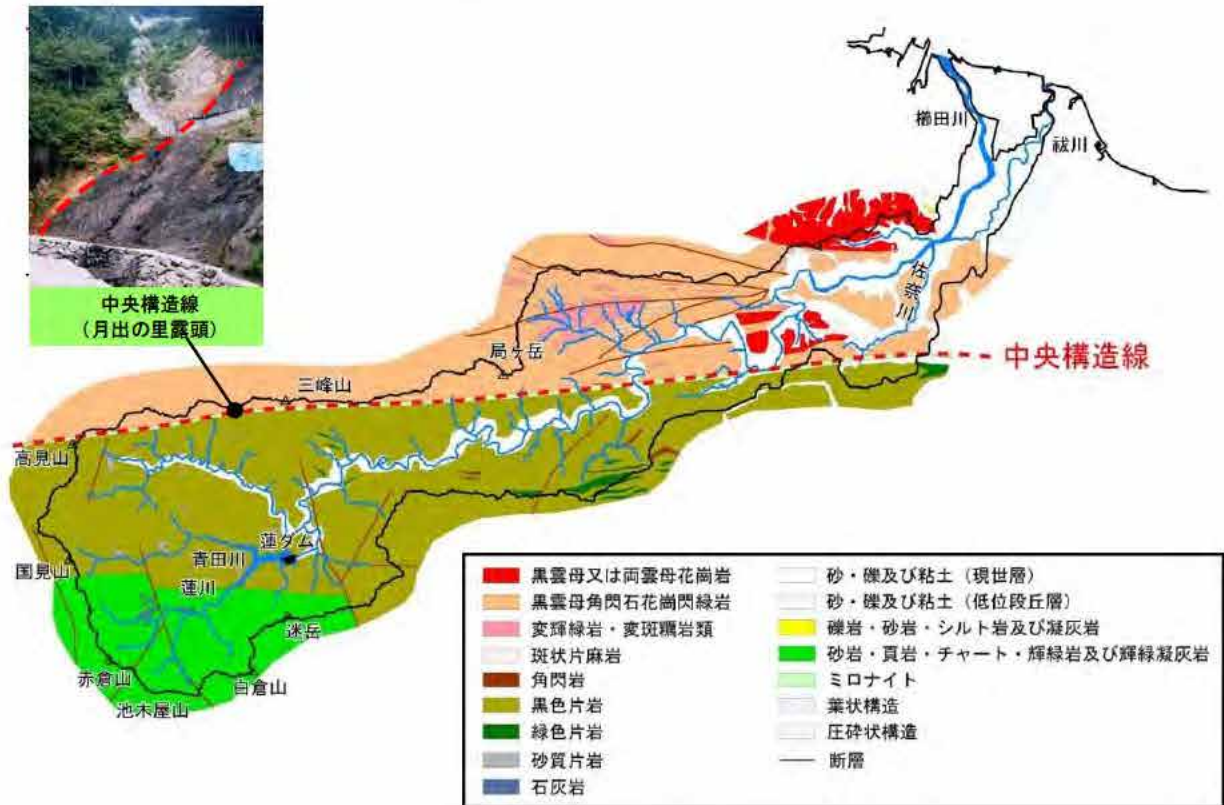 中央構造線
(月出の里露頭)
櫛田川
祓川
佐奈川
局ヶ岳
三峰山
中央構造線
高見山
青田川
蓮ダム
国見山
蓮川
迷岳
赤倉山
白倉山
池木屋山
黒雲母又は両雲母花崗岩
黒雲母角閃石花崗閃緑岩
変輝緑岩・変斑糲岩類
斑状片麻岩
角閃岩
黒色片岩
緑色片岩
砂質片岩
石灰岩
砂・礫及び粘土(現世層)
砂・礫及び粘土(低位段丘層)
礫岩・砂岩・シルト岩及び凝灰岩
砂岩・頁岩・チャート・輝緑岩及び輝緑凝灰岩
ミロナイト
葉状構造
圧砕状構造
断層